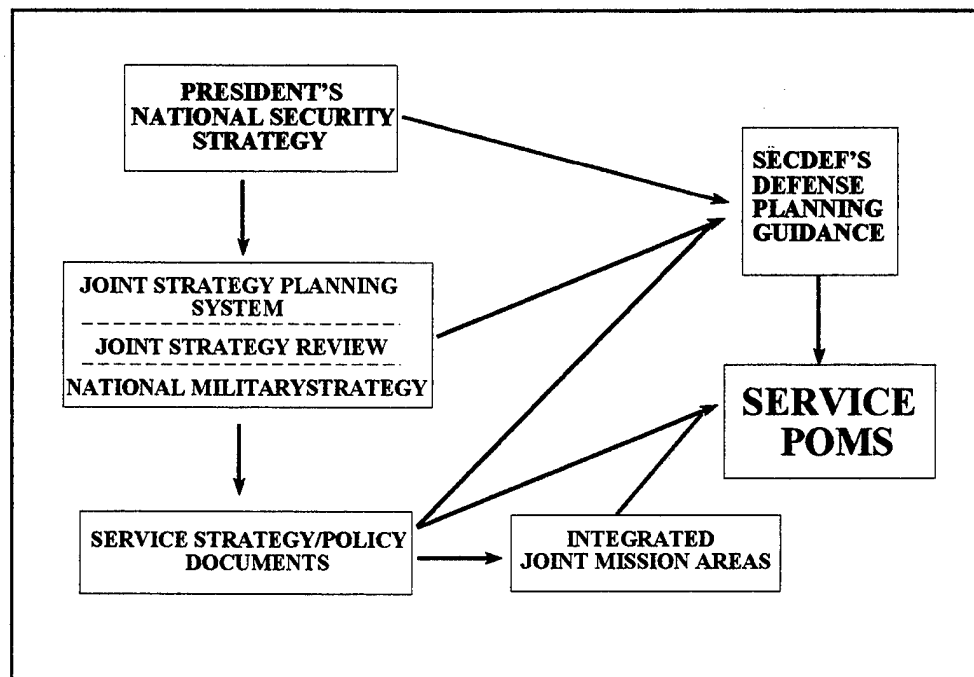 PRESIDENT'S
NATIONAL SECURITY
STRATEGY
SECDEF'S
DEFENSE
PLANNING
GUIDANCE
JOINT STRATEGY PLANNING
SYSTEM
JOINT STRATEGY REVIEW
NATIONAL MILITARYSTRATEGY
SERVICE
POMS
SERVICE STRATEGY/POLICY
DOCUMENTS
INTEGRATED
JOINT MISSION AREAS